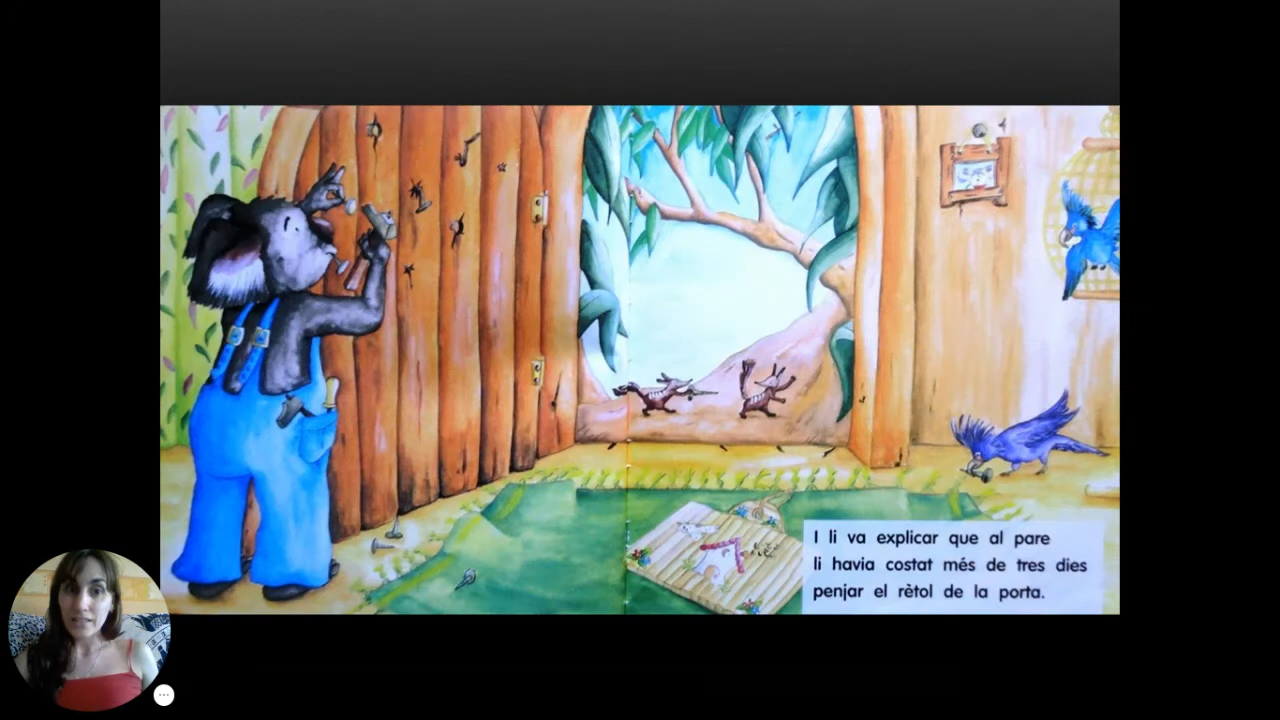 I li va explicar que al pare
li havia costat més de tres dies
penjar el rètol de la porta.